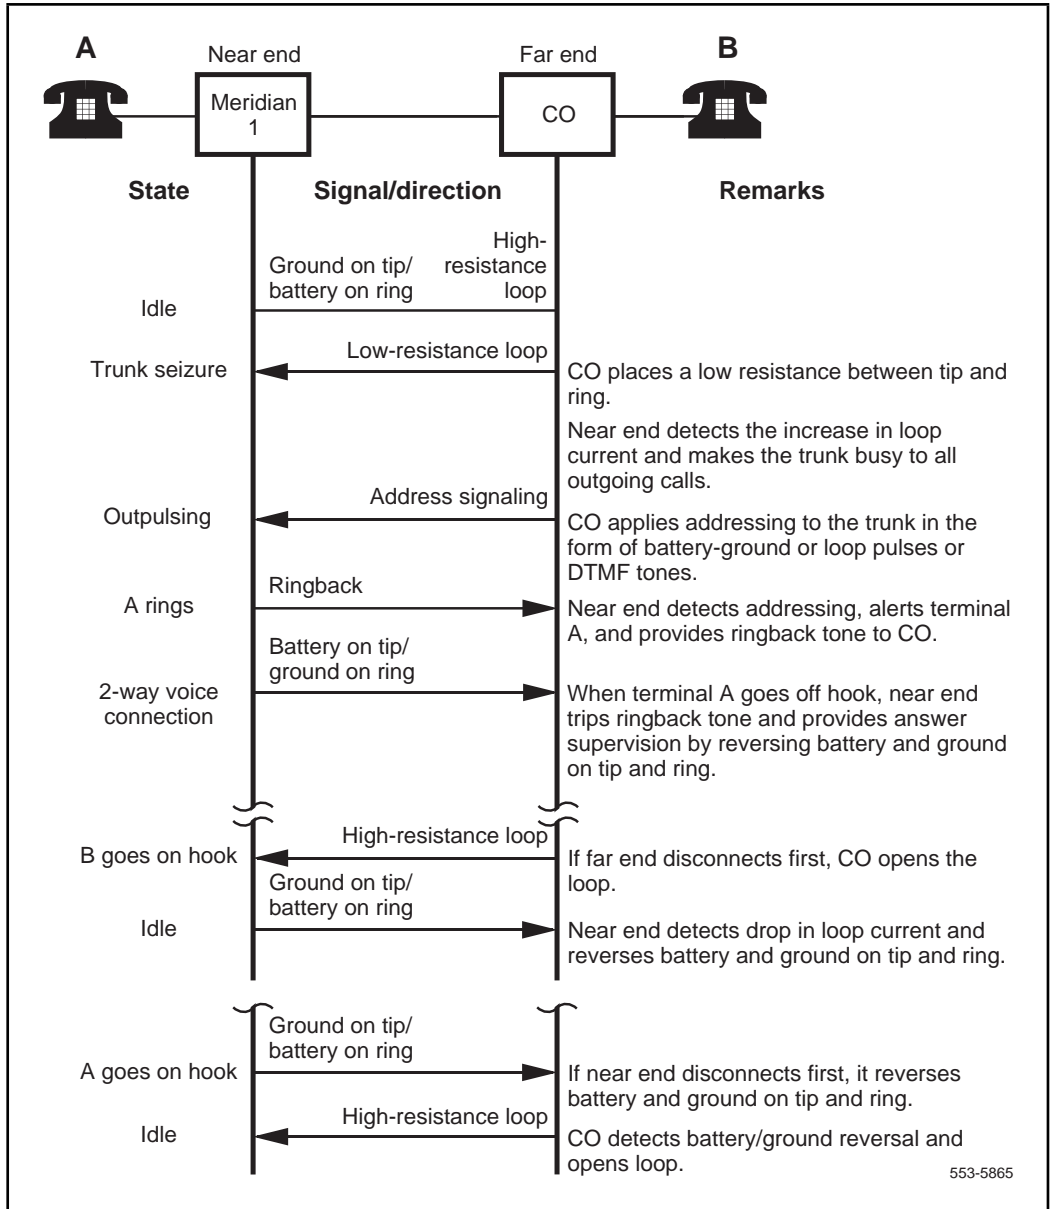 A
Near end
Far end
B
Meridian
1
CO
State
Signal/direction
Remarks
High-
resistance
loop
Ground on tip/
battery on ring
Idle
Low-resistance loop
Trunk seizure
CO places a low resistance between tip and
ring.
Near end detects the increase in loop
current and makes the trunk busy to all
outgoing calls.
Address signaling
Outpulsing
CO applies addressing to the trunk in the
form of battery-ground or loop pulses or
DTMF tones.
Ringback
A rings
Near end detects addressing, alerts terminal
A, and provides ringback tone to CO.
Battery on tip/
ground on ring
2-way voice
connection
When terminal A goes off hook, near end
trips ringback tone and provides answer
supervision by reversing battery and ground
on tip and ring.
High-resistance loop
B goes on hook
If far end disconnects first, CO opens the
loop.
Ground on tip/
battery on ring
Idle
Near end detects drop in loop current and
reverses battery and ground on tip and ring.
Ground on tip/
battery on ring
A goes on hook
If near end disconnects first, it reverses
battery and ground on tip and ring.
High-resistance loop
Idle
CO detects battery/ground reversal and
opens loop.
553-5865